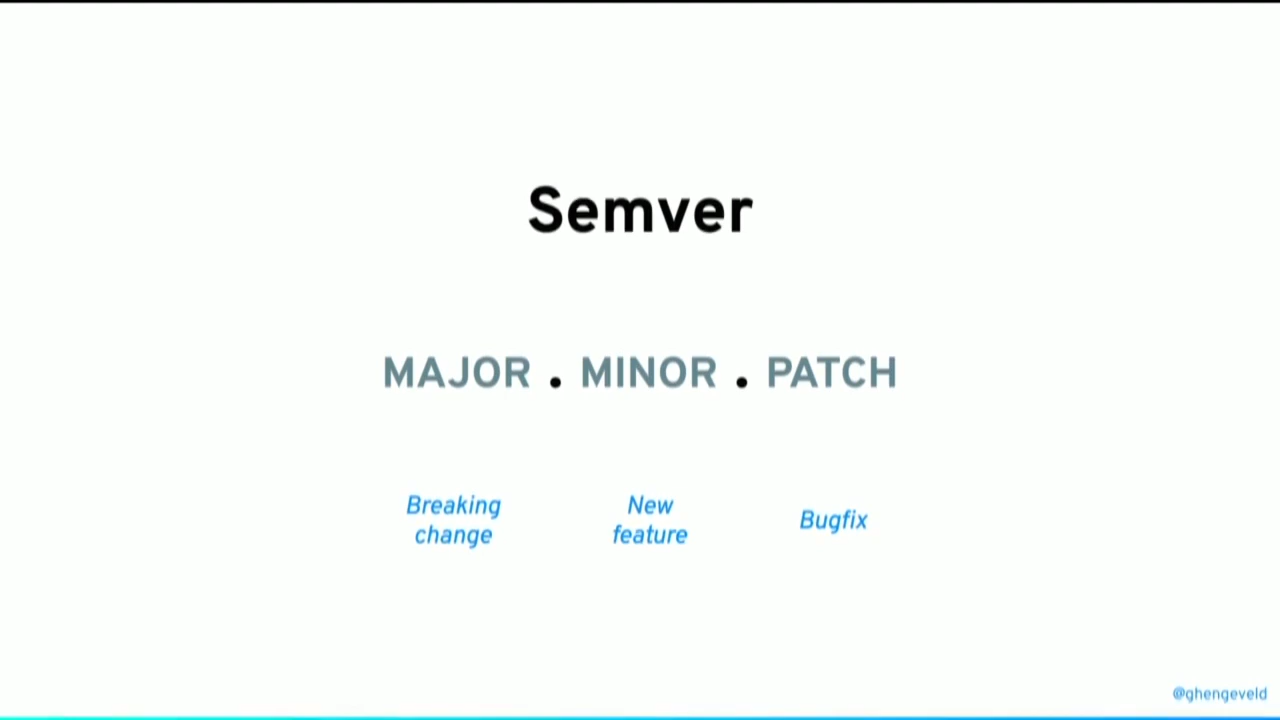 Semver
MAJOR . MINOR . PATCH
Breaking change
New feature
Bugfix
@ghengeveld